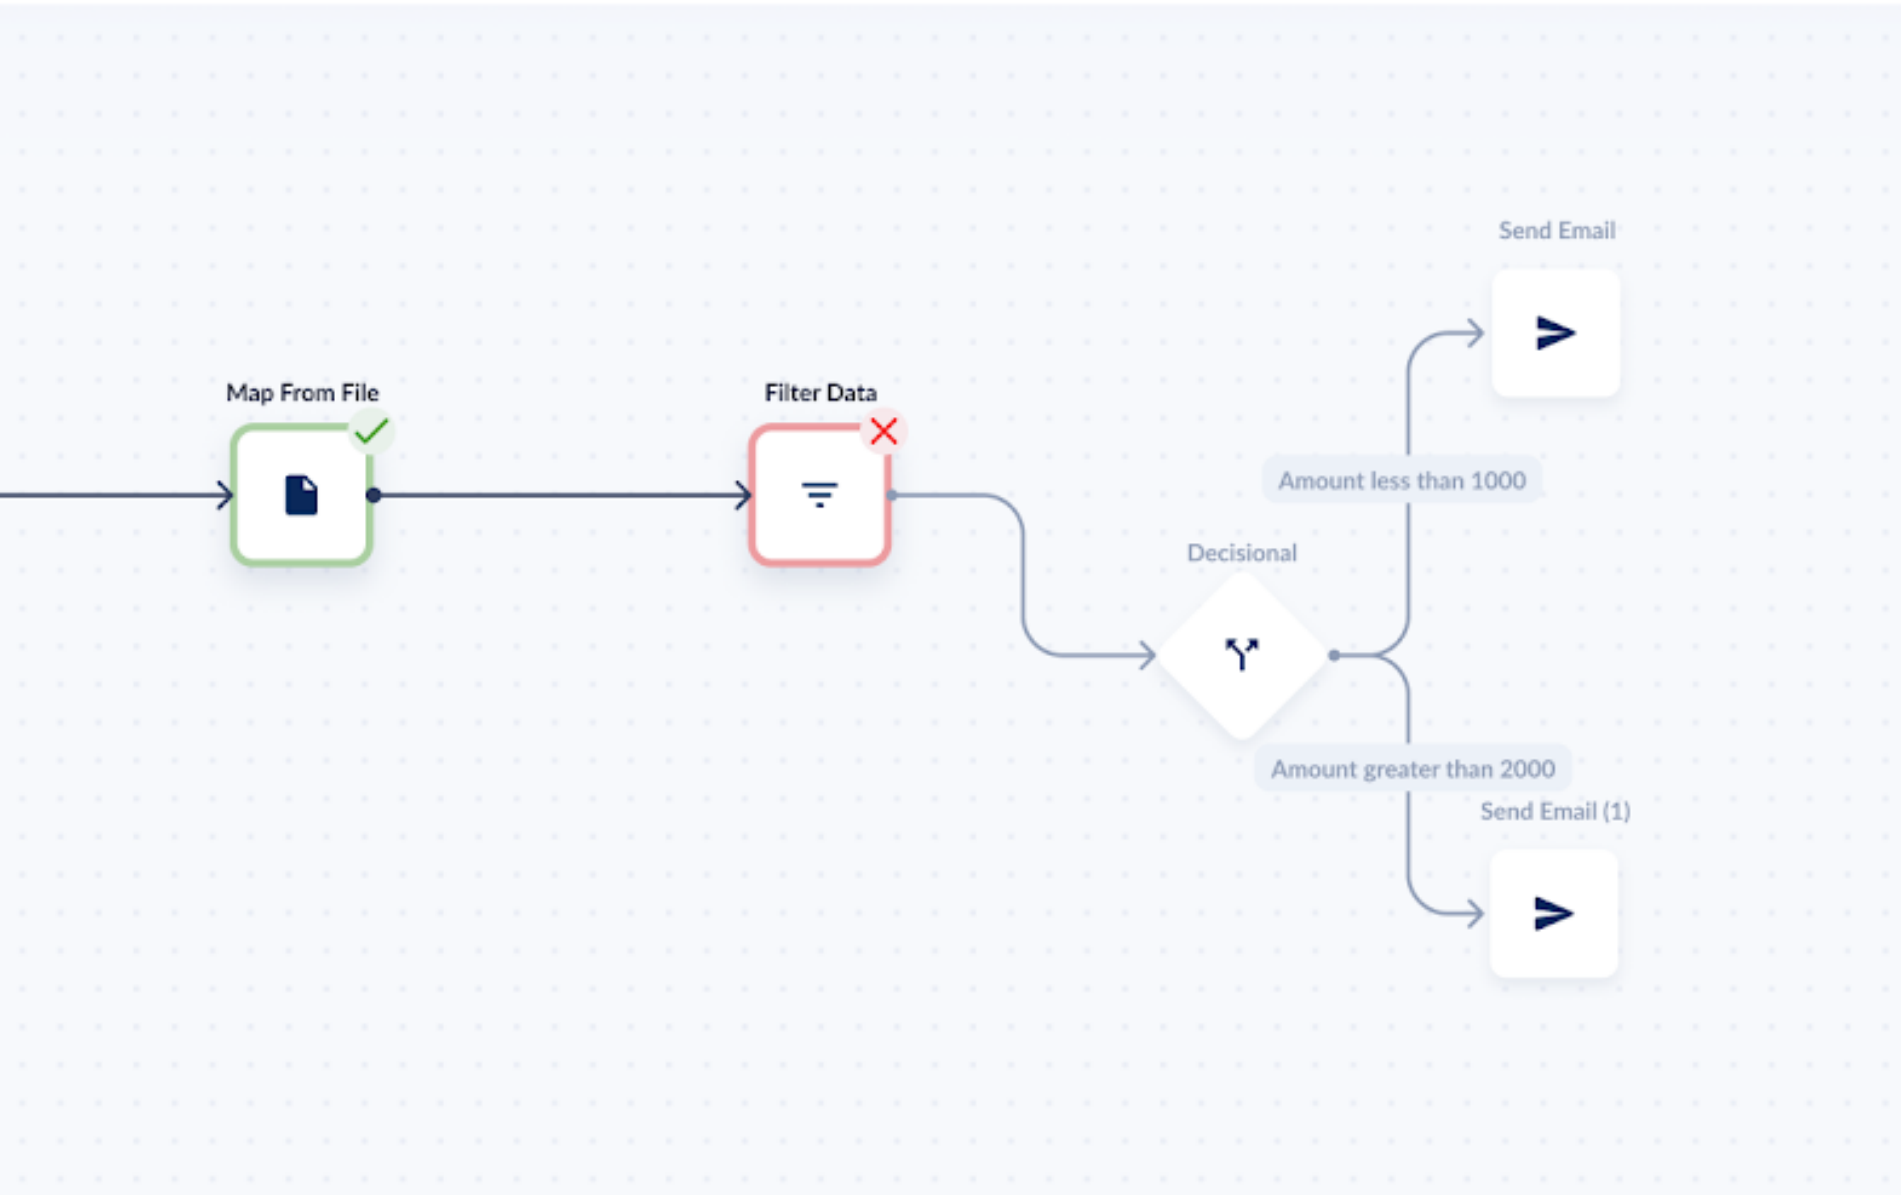 Send Email
Map From File
Filter Data
Amount less than 1000
Decisional
Amount greater than 2000
Send Email (1)